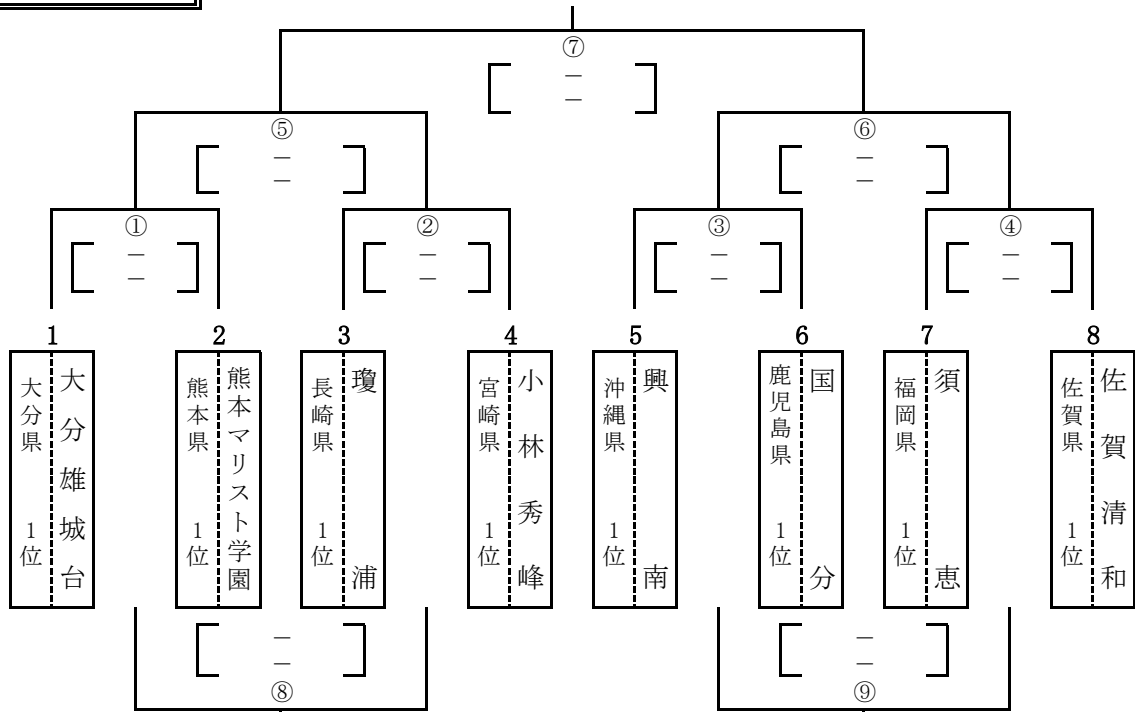 ⑦
－
－
⑤
－
－
⑥
－
－
①
－
－
②
－
－
③
－
－
④
－
－
1
2
3
4
5
6
7
8
大分県 1位
大分雄城台
熊本県 1位
熊本マリスト学園
長崎県 1位
瓊浦
宮崎県 1位
小林秀峰
沖縄県 1位
興南
鹿児島県 1位
国分
福岡県 1位
須恵
佐賀県 1位
佐賀清和
－
－
⑧
－
－
⑨